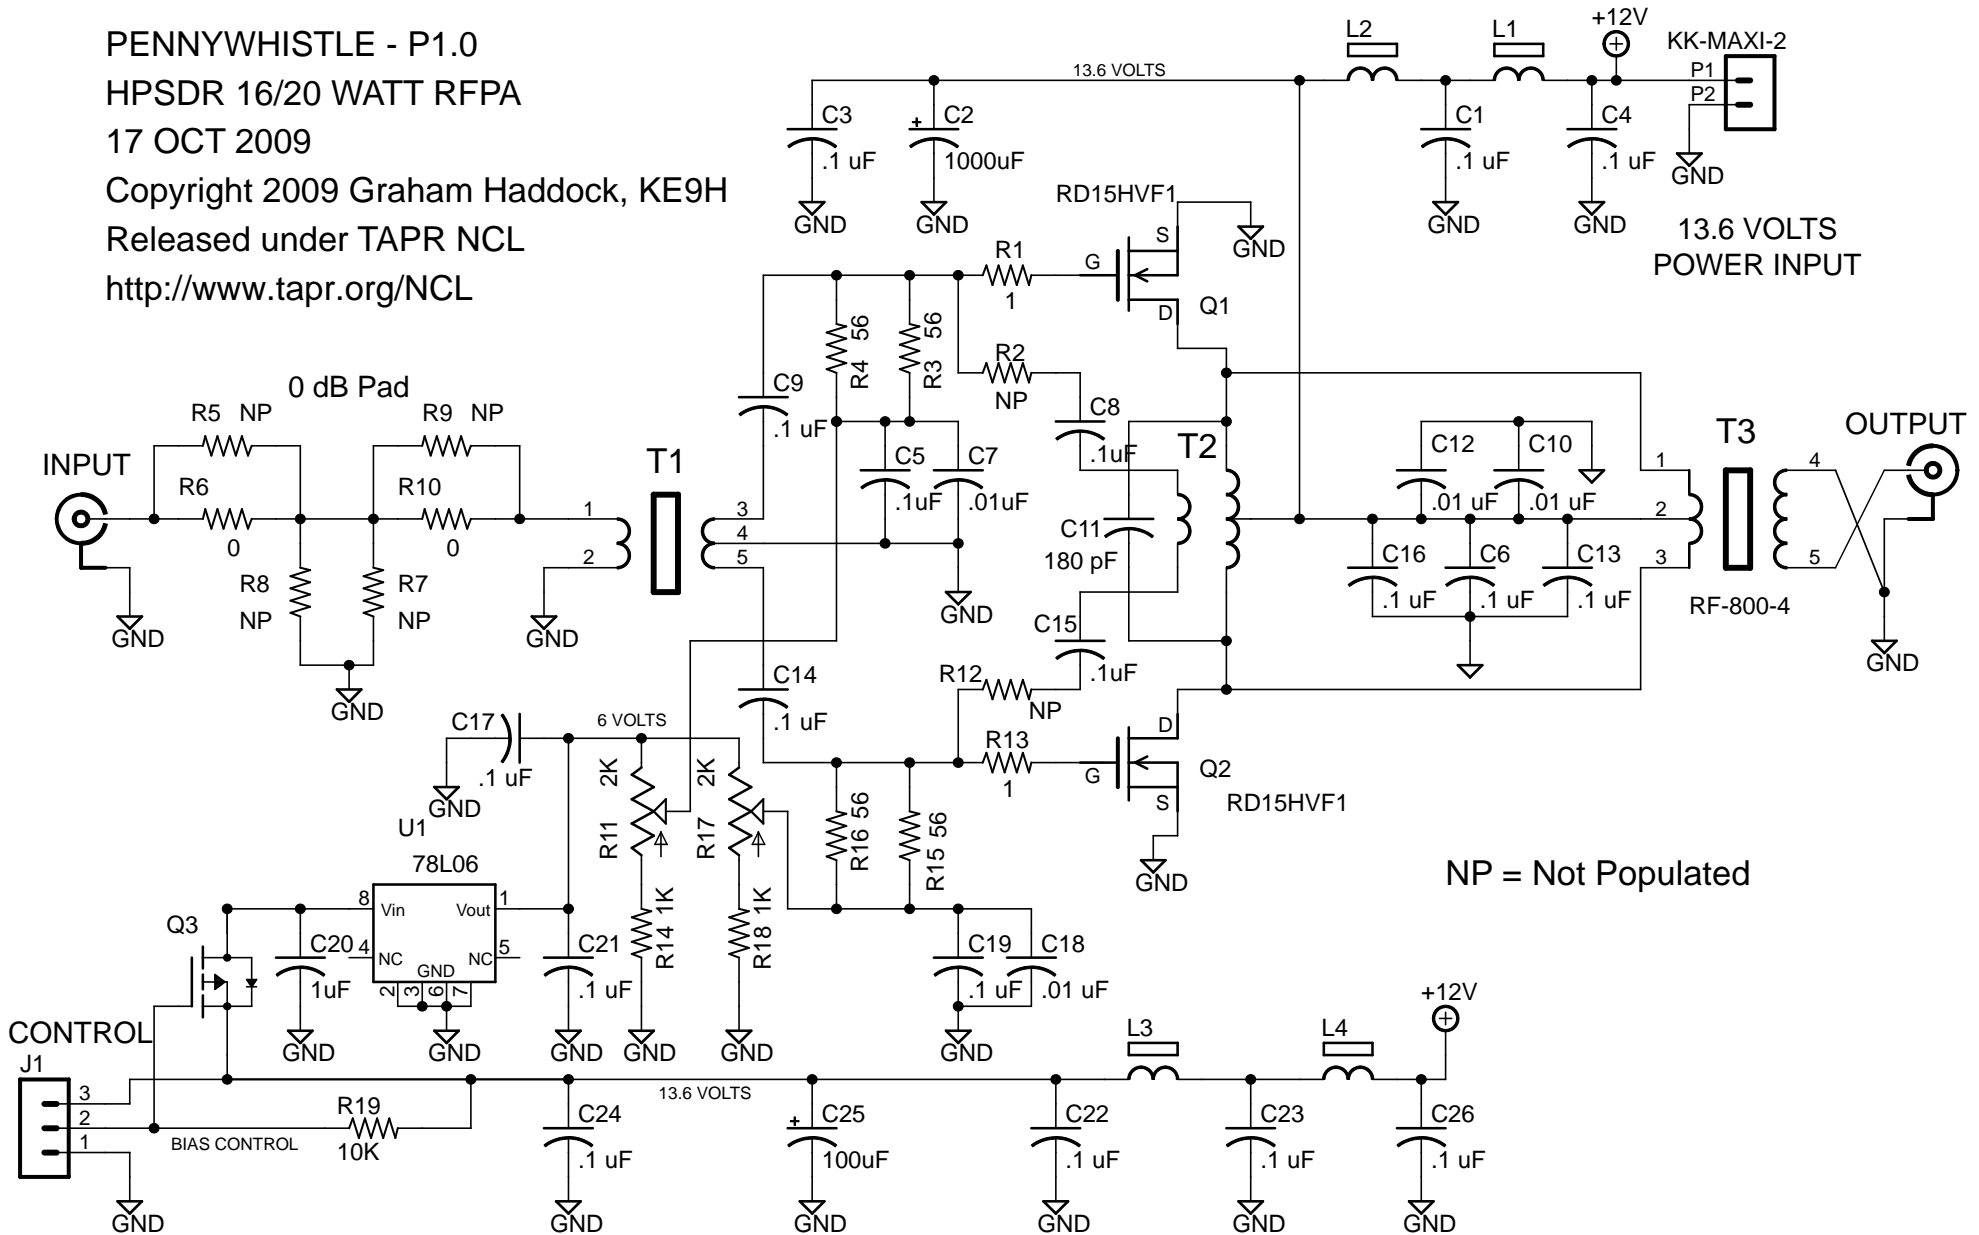 PENNYWHISTLE - P1.0
HPSDR 16/20 WATT RFPA
17 OCT 2009
Copyright 2009 Graham Haddock, KE9H
Released under TAPR NCL
http://www.tapr.org/NCL
13.6 VOLTS
L2
L1
+12V
KK-MAXI-2
P1
P2
C3
.1 uF
GND
C2
+
1000uF
GND
C1
.1 uF
GND
C4
.1 uF
GND
GND
13.6 VOLTS
POWER INPUT
RD15HVF1
S
G
D
Q1
GND
R1
1
R4 56
R3 56
R2
NP
C9
.1 uF
C8
.1uF
0 dB Pad
R5 NP
R9 NP
INPUT
R6
0
R10
0
R8
NP
R7
NP
GND
GND
GND
T1
1
2
3
4
5
C5
.1uF
C7
.01uF
GND
C11
180 pF
T2
C12
.01 uF
C10
.01 uF
C16
.1 uF
C6
.1 uF
C13
.1 uF
T3
1
2
3
4
5
RF-800-4
OUTPUT
GND
C15
.1uF
R12
NP
C14
.1 uF
R13
1
D
G
S
Q2
RD15HVF1
GND
C17
.1 uF
GND
6 VOLTS
R11 2K
R17 2K
R16 56
R15 56
NP = Not Populated
U1
78L06
8
Vin
Vout
1
4
NC
NC
5
GND
2
3
6
7
GND
Q3
C20
1uF
GND
C21
.1 uF
GND
R14 1K
GND
R18 1K
GND
C19
.1 uF
C18
.01 uF
GND
CONTROL
J1
3
2
1
GND
BIAS CONTROL
R19
10K
13.6 VOLTS
C24
.1 uF
GND
+
C25
100uF
GND
C22
.1 uF
GND
L3
C23
.1 uF
GND
L4
C26
.1 uF
GND
+12V